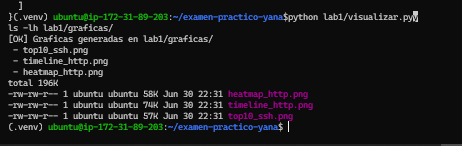 ]
}(.venv) ubuntu@ip-172-31-89-203:~/examen-practico-yana$python lab1/visualizar.py
ls -lh lab1/graficas/
[OK] Graficas generadas en lab1/graficas/
- top10_ssh.png
- timeline_http.png
- heatmap_http.png
total 196K
-rw-rw-r-- 1 ubuntu ubuntu 58K Jun 30 22:31 heatmap_http.png
-rw-rw-r-- 1 ubuntu ubuntu 74K Jun 30 22:31 timeline_http.png
-rw-rw-r-- 1 ubuntu ubuntu 57K Jun 30 22:31 top10_ssh.png
(.venv) ubuntu@ip-172-31-89-203:~/examen-practico-yana$